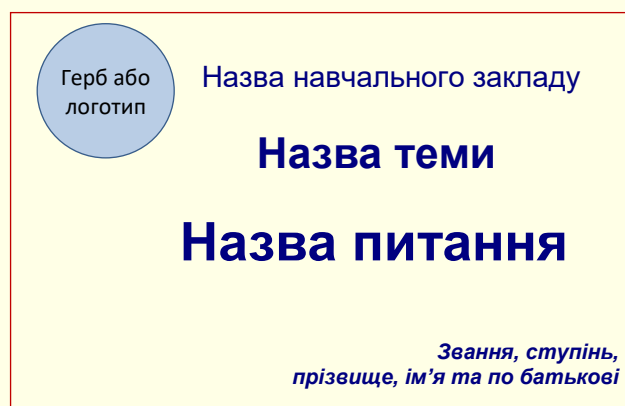 Герб або
логотип
Назва навчального закладу
Назва теми
Назва питання
Звання, ступінь,
прізвище, ім’я та по батькові